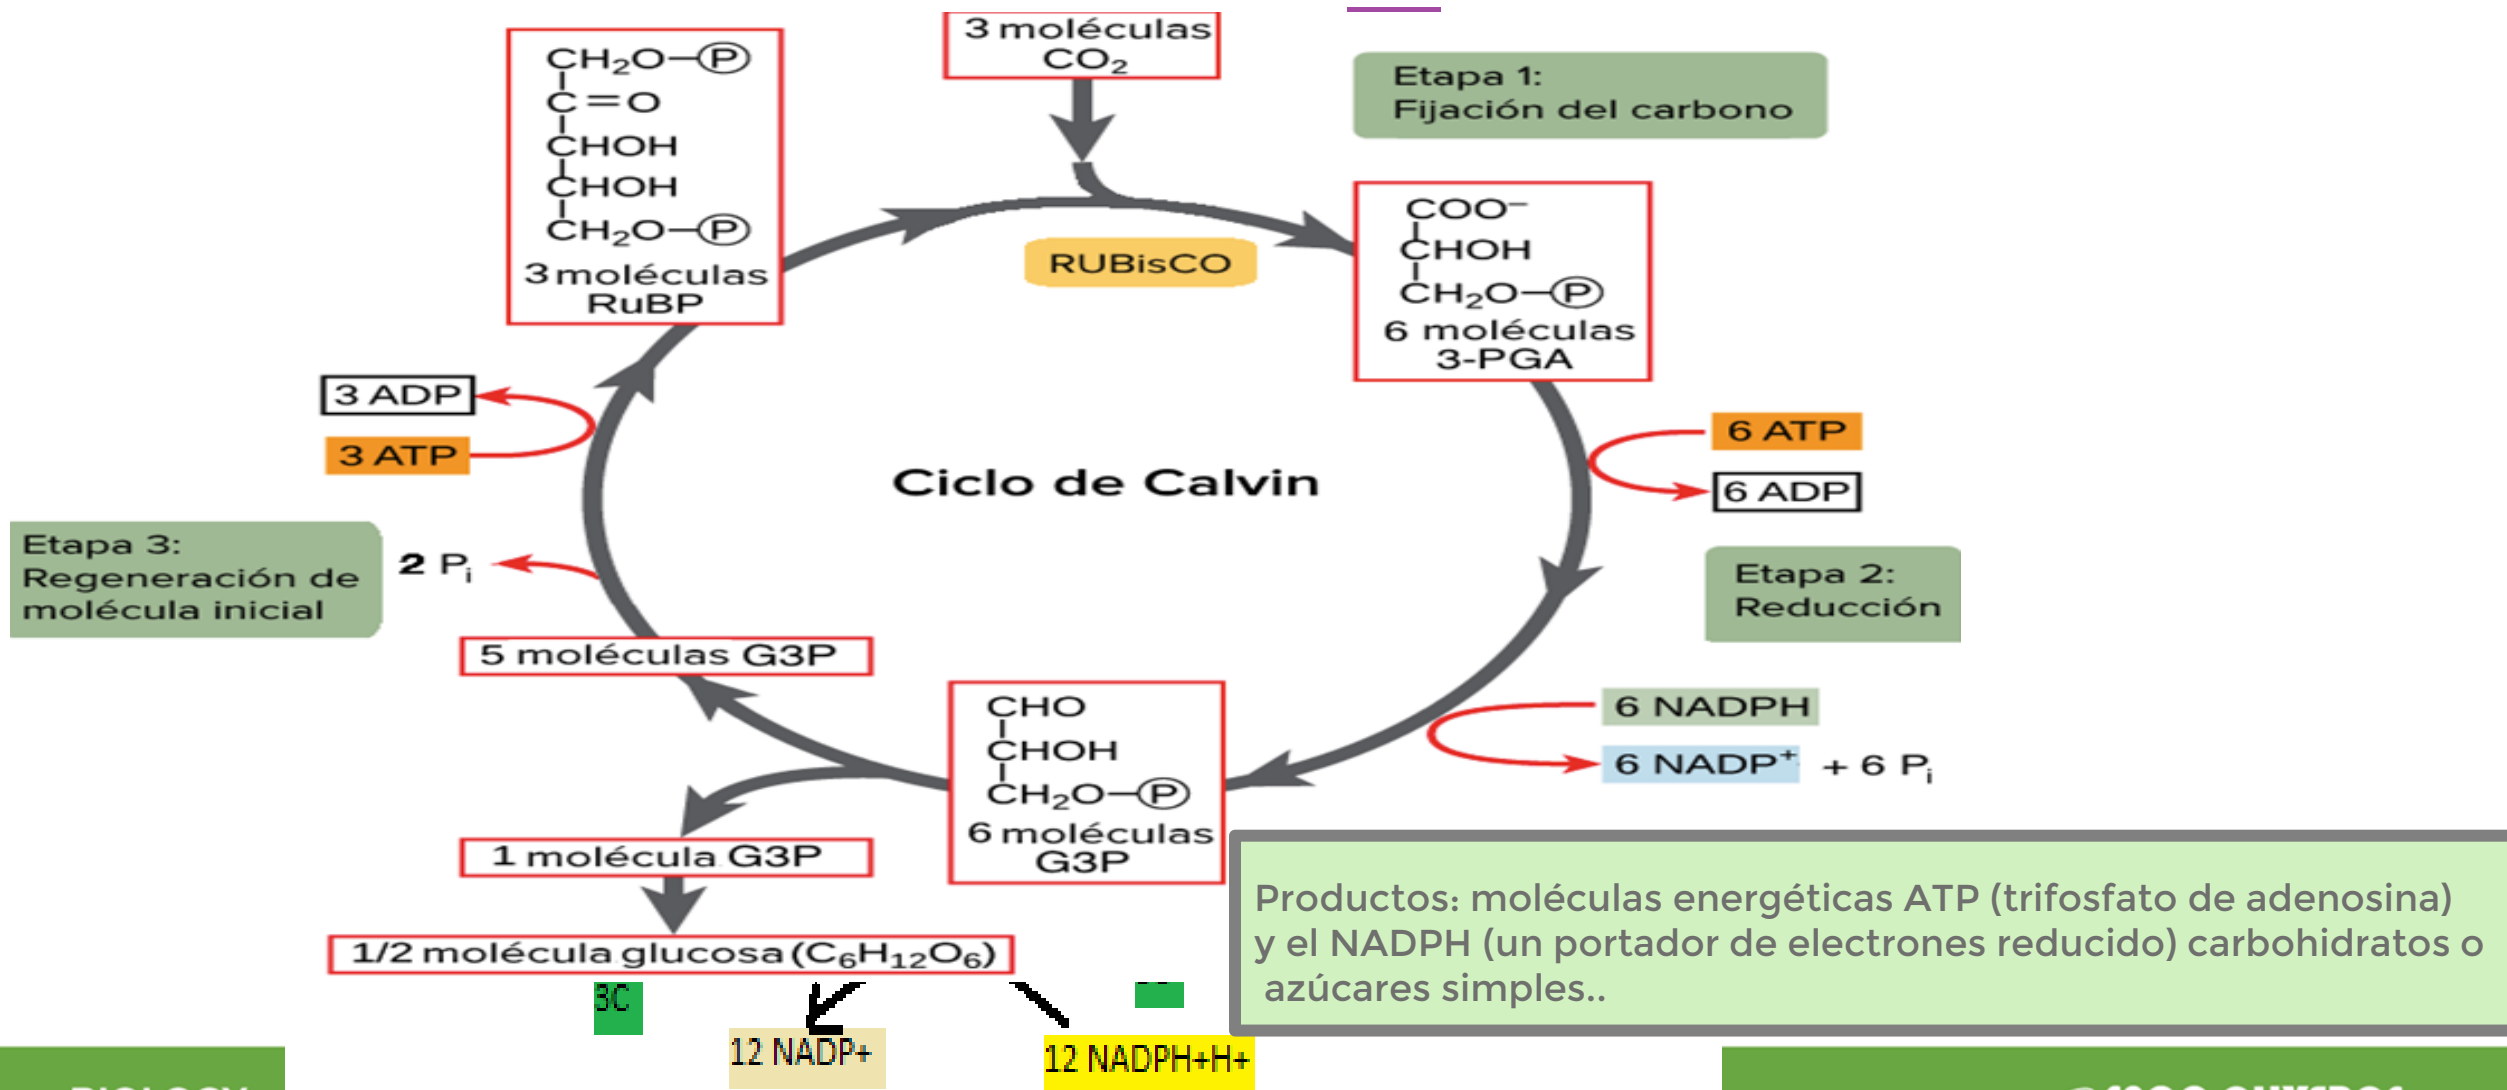 3 moléculas
CO₂
Etapa 1:
Fijación del carbono
CH₂O—P
C=O
CHOH
CHOH
CH₂O—P
3 moléculas
RuBP
RUBisCO
COO⁻
CHOH
CH₂O—P
6 moléculas
3-PGA
3 ADP
3 ATP
6 ATP
6 ADP
Ciclo de Calvin
Etapa 3:
Regeneración de
molécula inicial
2 Pᵢ
Etapa 2:
Reducción
5 moléculas G3P
6 NADPH
6 NADP⁺ + 6 Pᵢ
CHO
CHOH
CH₂O—P
6 moléculas
G3P
1 molécula G3P
1/2 molécula glucosa (C₆H₁₂O₆)
Productos: moléculas energéticas ATP (trifosfato de adenosina)
y el NADPH (un portador de electrones reducido) carbohidratos o
azúcares simples..
3C
12 NADP+
12 NADPH+H+